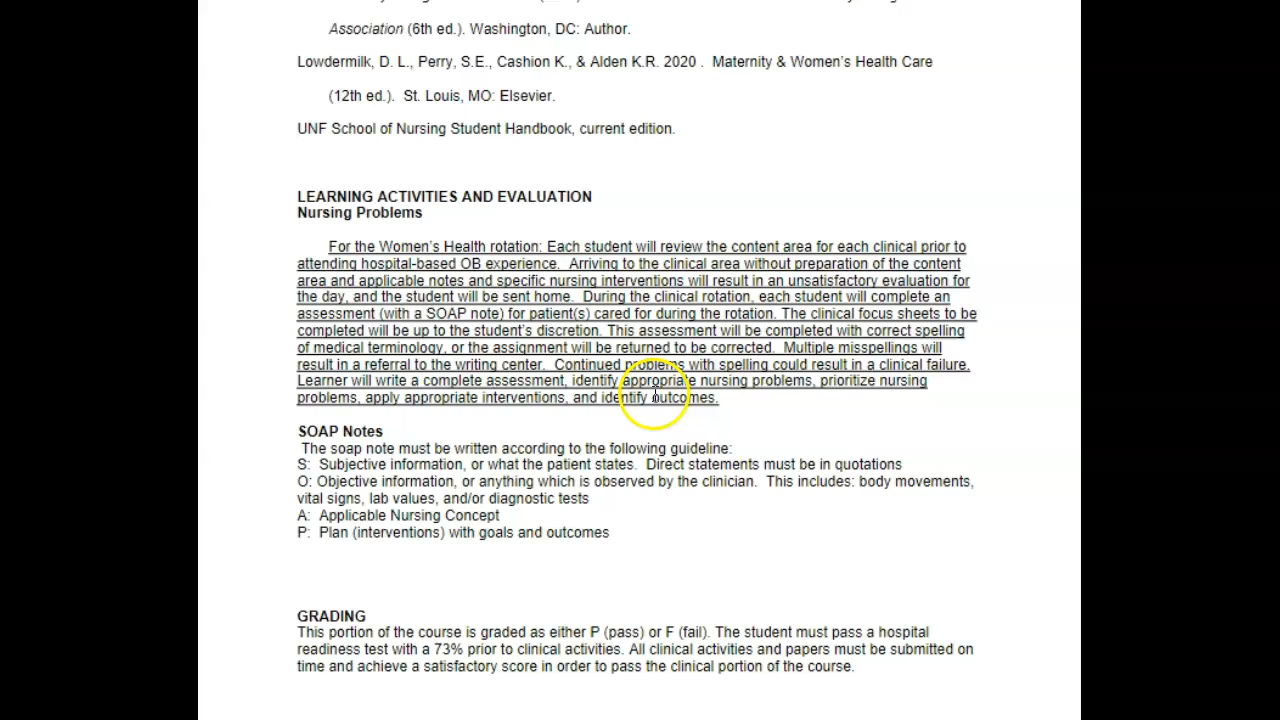 Association (6th ed.). Washington, DC: Author.
Lowdermilk, D. L., Perry, S.E., Cashion K., & Alden K.R. 2020 .  Maternity & Women's Health Care
(12th ed.).  St. Louis, MO: Elsevier.
UNF School of Nursing Student Handbook, current edition.
LEARNING ACTIVITIES AND EVALUATION
Nursing Problems
For the Women's Health rotation: Each student will review the content area for each clinical prior to
attending hospital-based OB experience.  Arriving to the clinical area without preparation of the content
area and applicable notes and specific nursing interventions will result in an unsatisfactory evaluation for
the day, and the student will be sent home.  During the clinical rotation, each student will complete an
assessment (with a SOAP note) for patient(s) cared for during the rotation. The clinical focus sheets to be
completed will be up to the student's discretion. This assessment will be completed with correct spelling
of medical terminology, or the assignment will be returned to be corrected.  Multiple misspellings will
result in a referral to the writing center.  Continued problems with spelling could result in a clinical failure.
Learner will write a complete assessment, identify appropriate nursing problems, prioritize nursing
problems, apply appropriate interventions, and identify outcomes.
SOAP Notes
The soap note must be written according to the following guideline:
S:  Subjective information, or what the patient states.  Direct statements must be in quotations
O: Objective information, or anything which is observed by the clinician.  This includes: body movements,
vital signs, lab values, and/or diagnostic tests
A:  Applicable Nursing Concept
P:  Plan (interventions) with goals and outcomes
GRADING
This portion of the course is graded as either P (pass) or F (fail). The student must pass a hospital
readiness test with a 73% prior to clinical activities. All clinical activities and papers must be submitted on
time and achieve a satisfactory score in order to pass the clinical portion of the course.